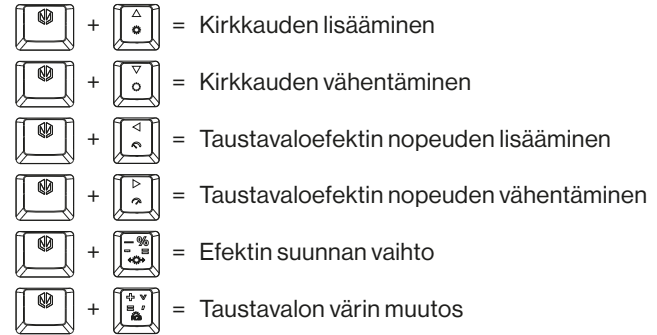 + = Kirkkauden lisääminen
+ = Kirkkauden vähentäminen
+ = Taustavaloefektin nopeuden lisääminen
+ = Taustavaloefektin nopeuden vähentäminen
+ = Efektin suunnan vaihto
+ = Taustavalon värin muutos